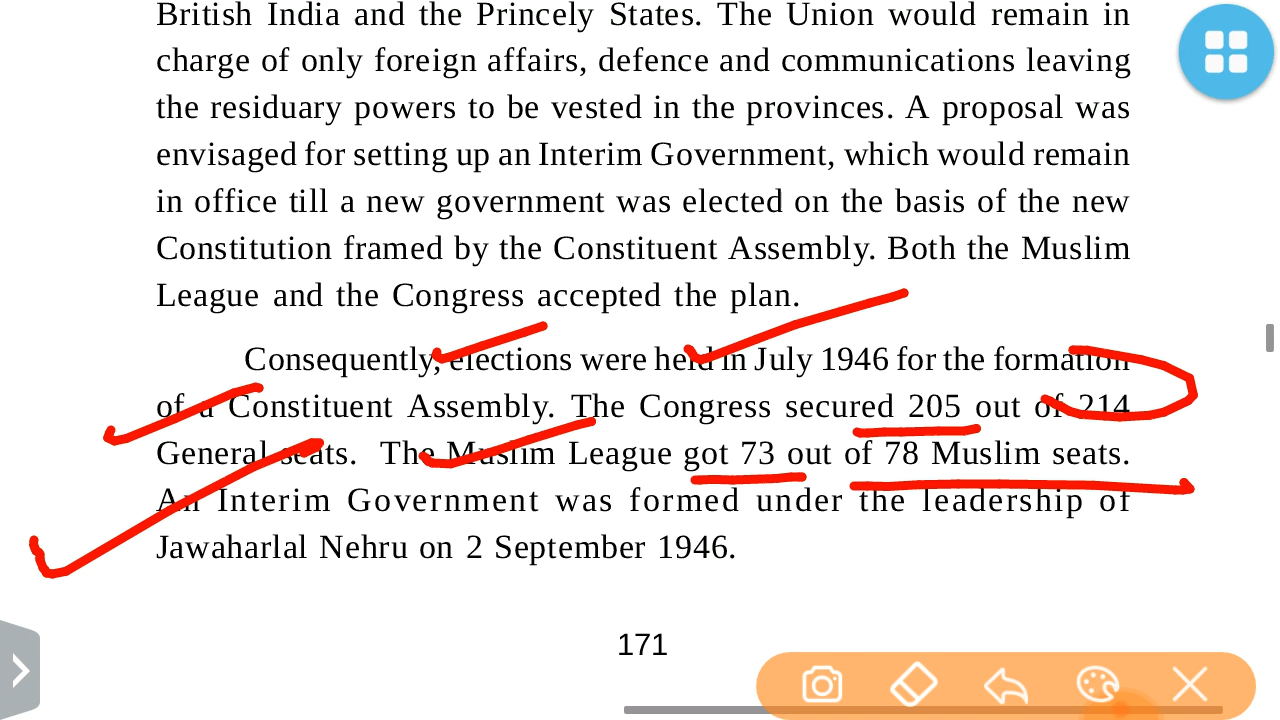 British India and the Princely States. The Union would remain in
charge of only foreign affairs, defence and communications leaving
the residuary powers to be vested in the provinces. A proposal was
envisaged for setting up an Interim Government, which would remain
in office till a new government was elected on the basis of the new
Constitution framed by the Constituent Assembly. Both the Muslim
League and the Congress accepted the plan.
Consequently, elections were held in July 1946 for the formation
of a Constituent Assembly. The Congress secured 205 out of 214
General seats. The Muslim League got 73 out of 78 Muslim seats.
An Interim Government was formed under the leadership of
Jawaharlal Nehru on 2 September 1946.
171